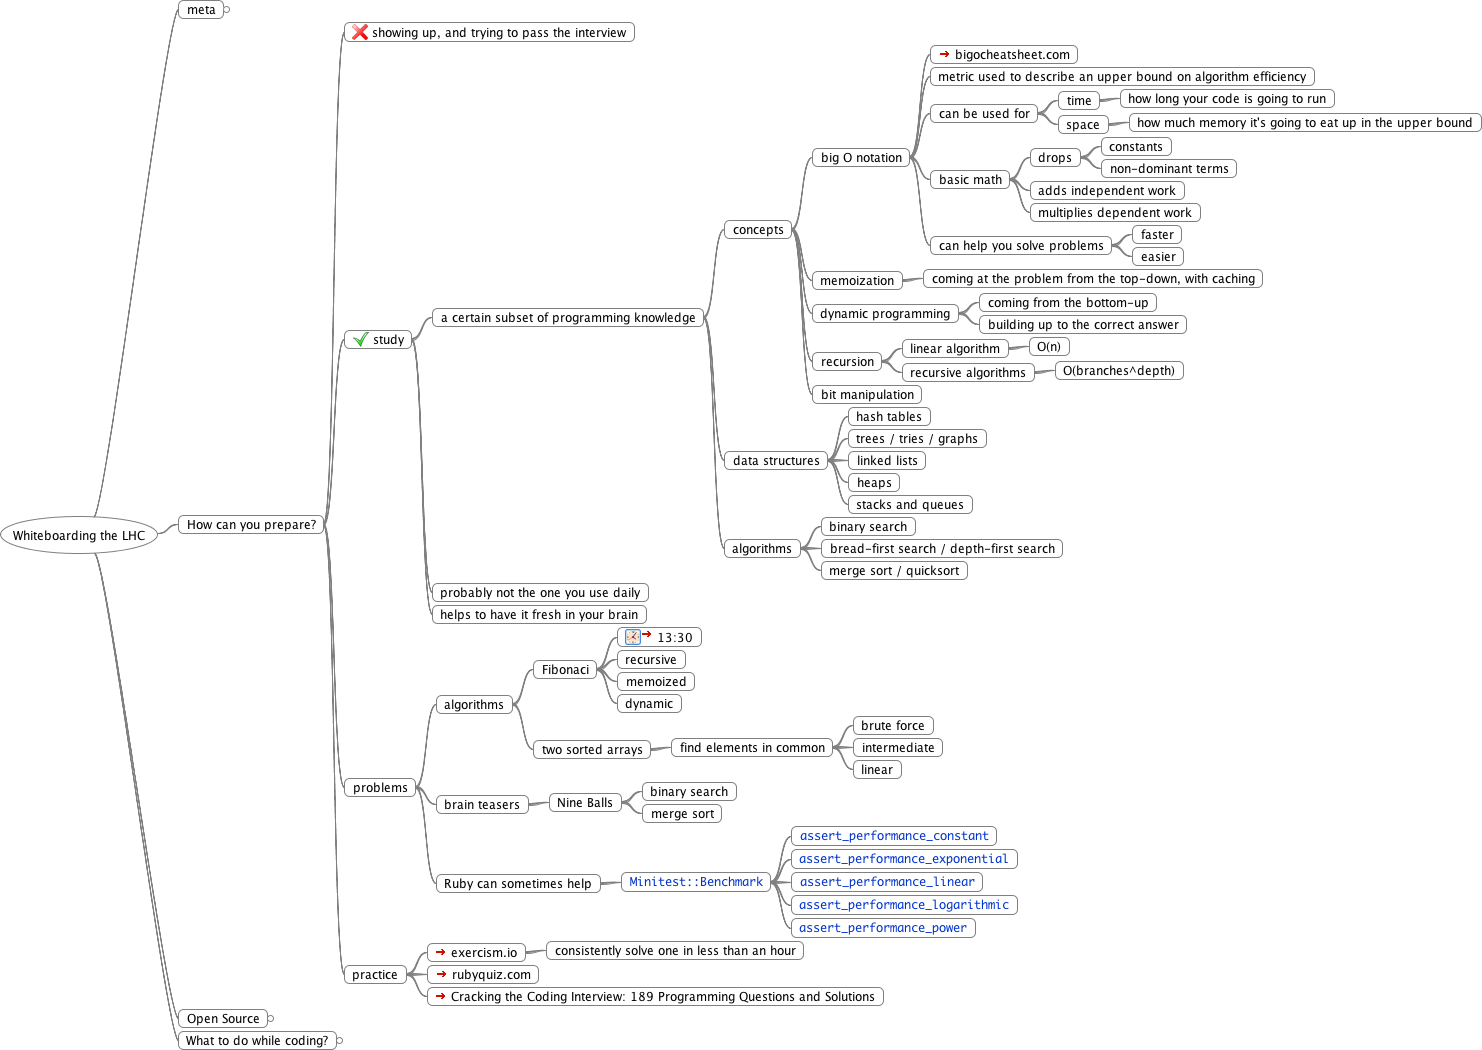 meta
showing up, and trying to pass the interview
bigocheatsheet.com
metric used to describe an upper bound on algorithm efficiency
can be used for
time
how long your code is going to run
space
how much memory it's going to eat up in the upper bound
big O notation
basic math
drops
constants
non-dominant terms
adds independent work
multiplies dependent work
can help you solve problems
faster
easier
concepts
memoization
coming at the problem from the top-down, with caching
dynamic programming
coming from the bottom-up
building up to the correct answer
recursion
linear algorithm
O(n)
recursive algorithms
O(branches^depth)
bit manipulation
study
a certain subset of programming knowledge
data structures
hash tables
trees / tries / graphs
linked lists
heaps
stacks and queues
algorithms
binary search
bread-first search / depth-first search
merge sort / quicksort
Whiteboarding the LHC
How can you prepare?
probably not the one you use daily
helps to have it fresh in your brain
problems
algorithms
Fibonaci
13:30
recursive
memoized
dynamic
two sorted arrays
find elements in common
brute force
intermediate
linear
brain teasers
Nine Balls
binary search
merge sort
Ruby can sometimes help
Minitest::Benchmark
assert_performance_constant
assert_performance_exponential
assert_performance_linear
assert_performance_logarithmic
assert_performance_power
practice
exercism.io
consistently solve one in less than an hour
rubyquiz.com
Cracking the Coding Interview: 189 Programming Questions and Solutions
Open Source
What to do while coding?